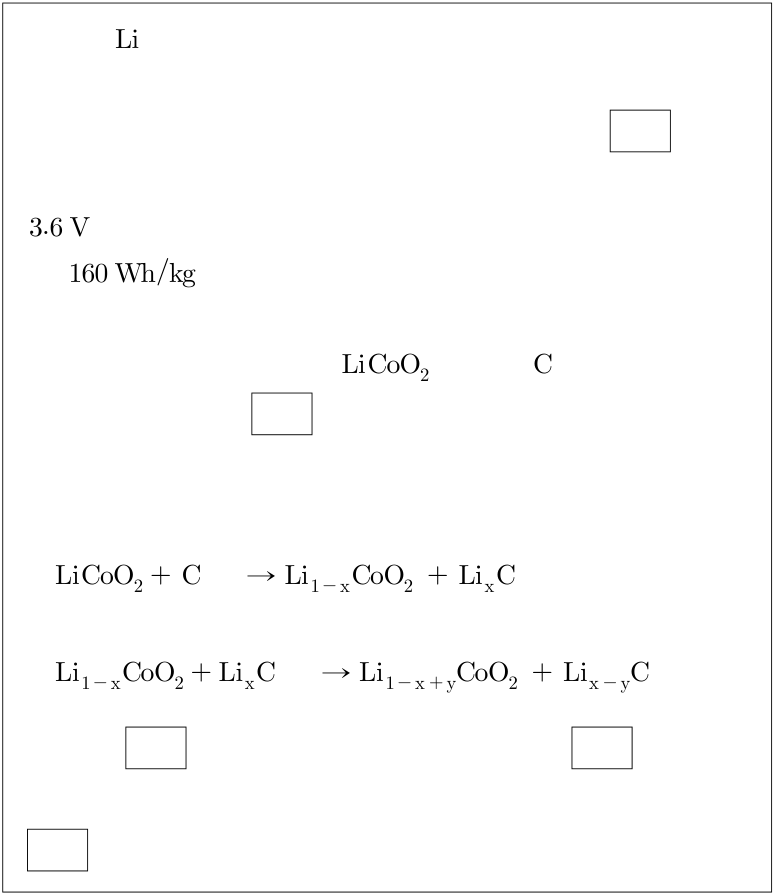 Li
3.6 V
160 Wh/kg
LiCoO₂ C
LiCoO₂ + C → Li₁₋ₓCoO₂ + LiₓC
Li₁₋ₓCoO₂ + LiₓC → Li₁₋ₓ₊ᵧCoO₂ + Liₓ₋ᵧC